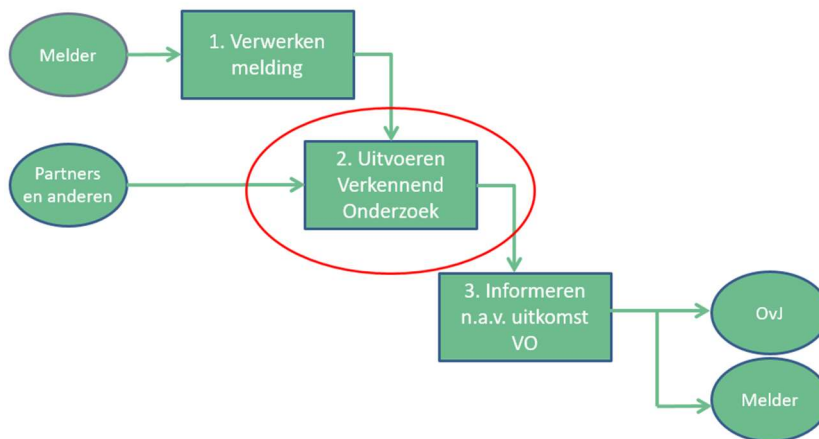 Melder
1. Verwerken
melding
Partners
en anderen
2. Uitvoeren
Verkennend
Onderzoek
3. Informeren
n.a.v. uitkomst
VO
OvJ
Melder